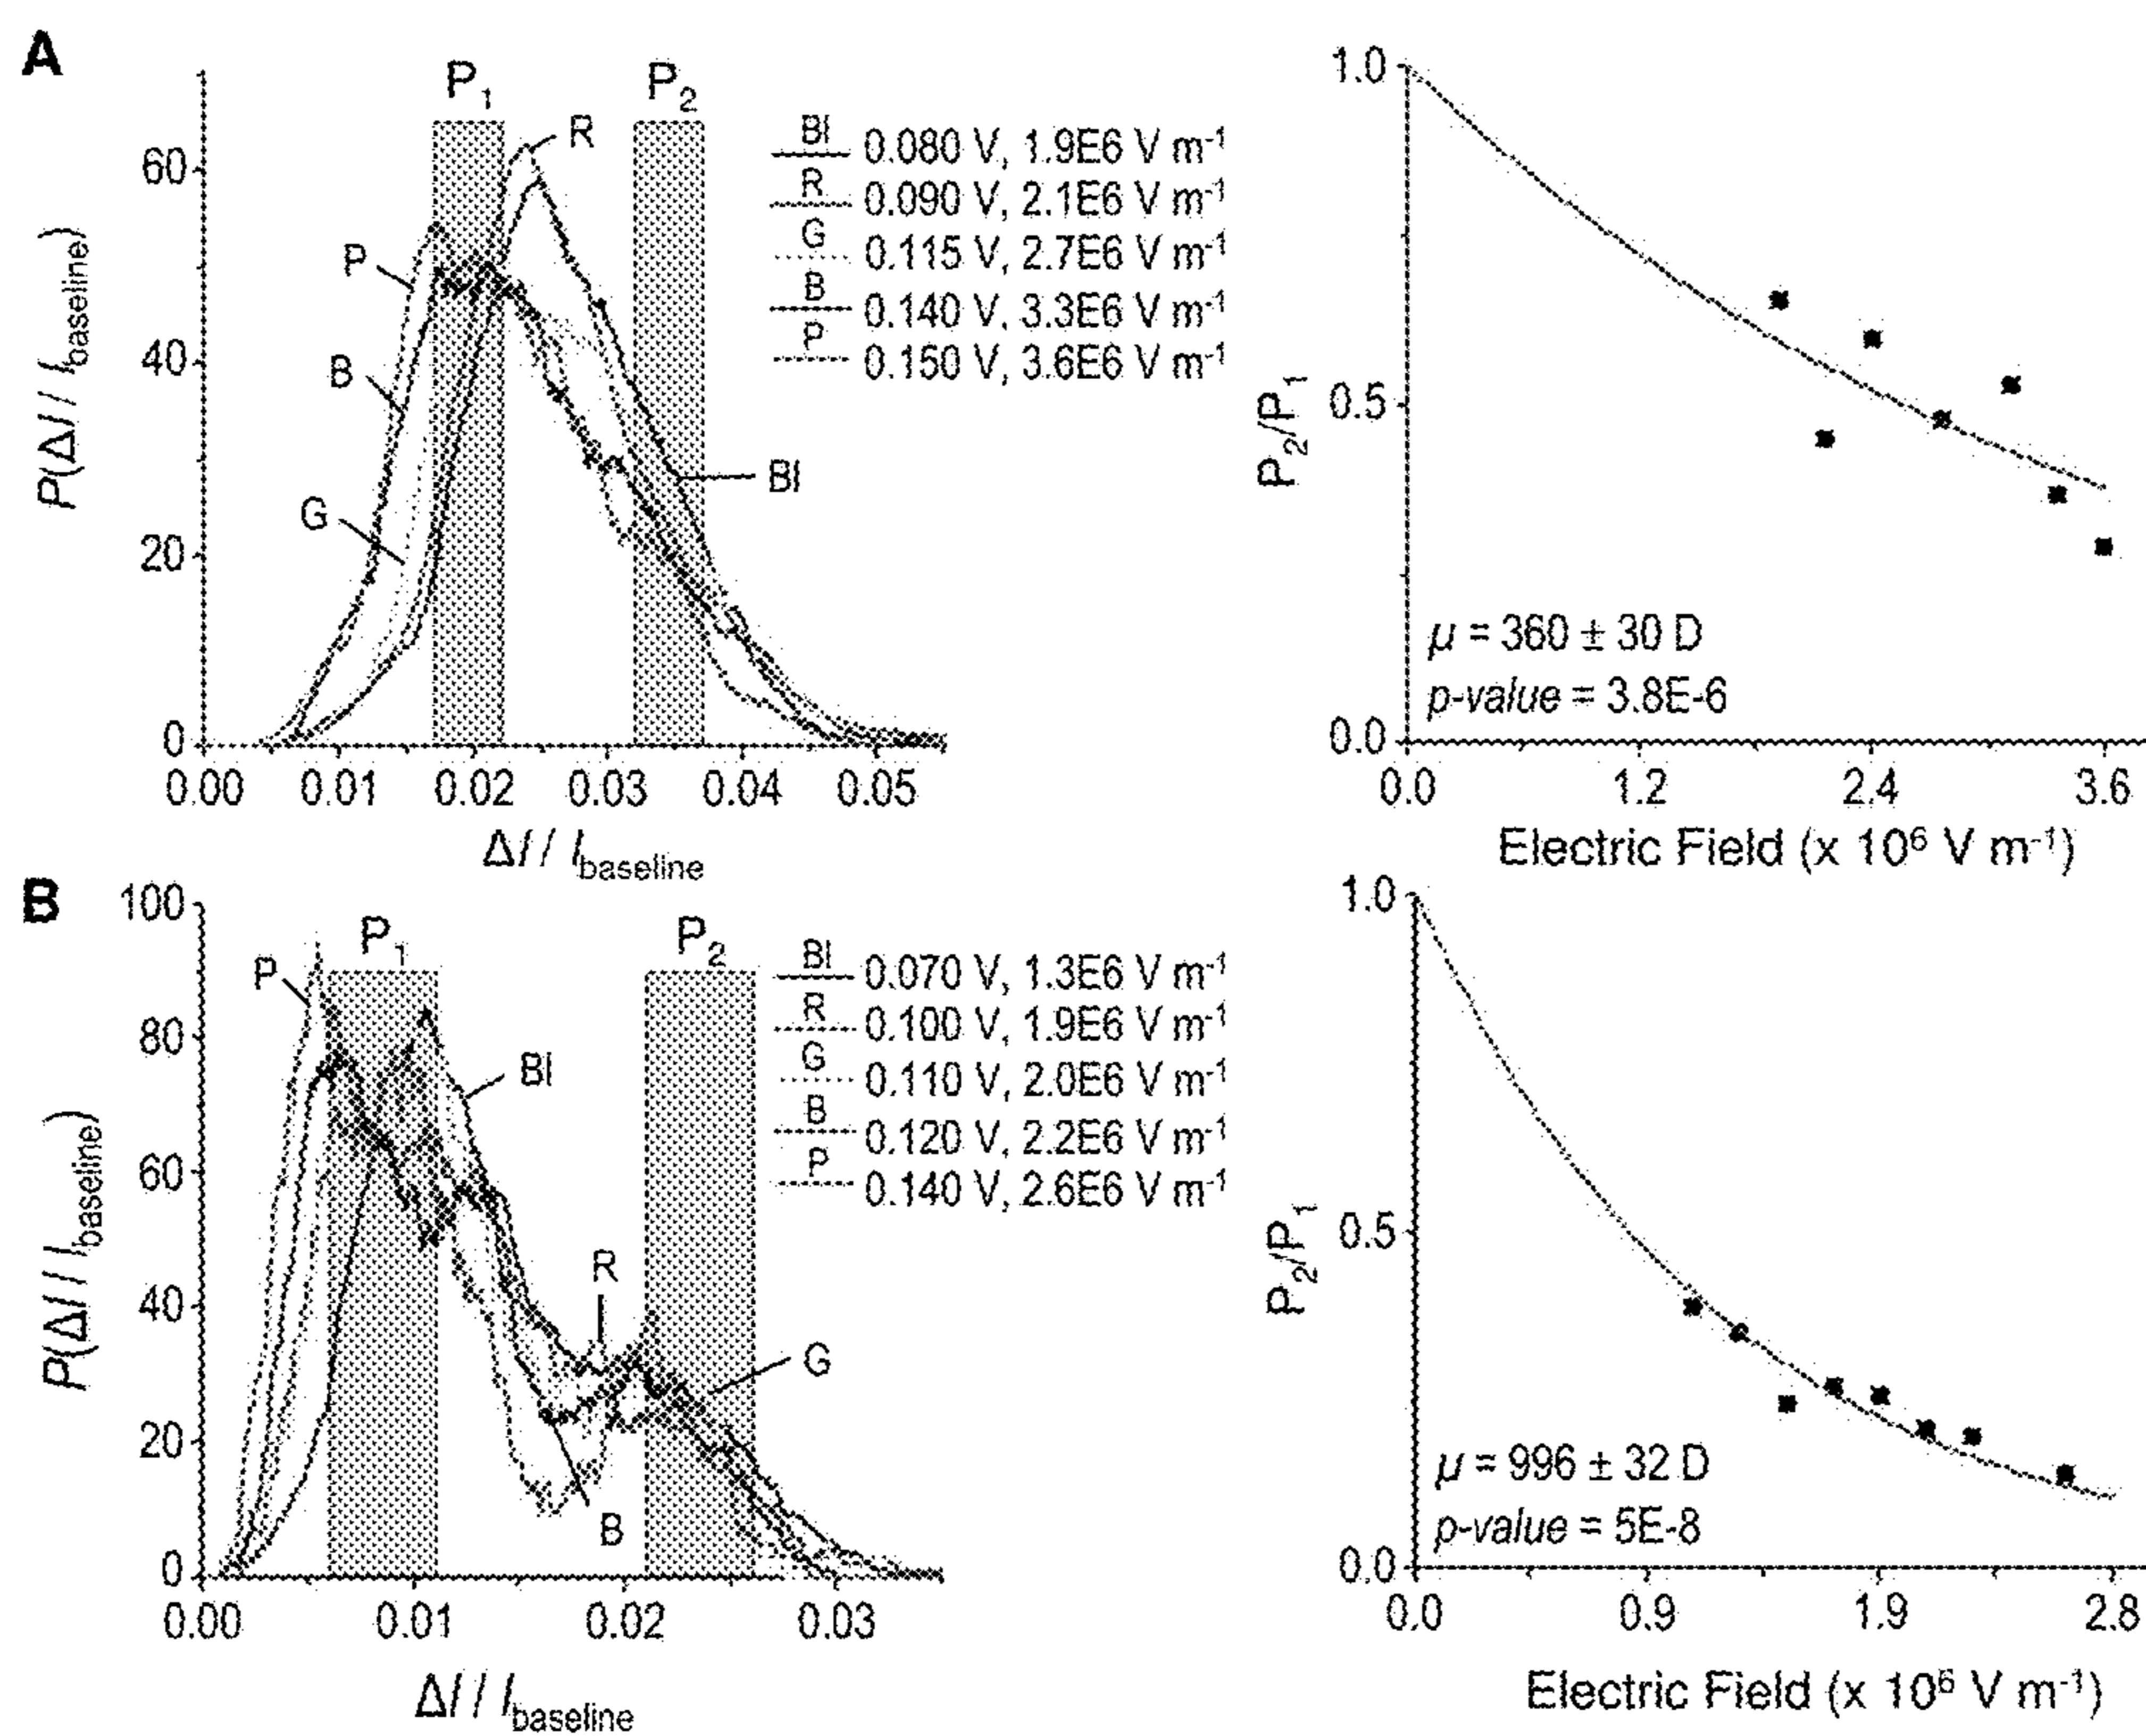 A
P1
P2
R
P
B
G
Bl
60
40
20
0
P(ΔI / Ibaseline)
0.00 0.01 0.02 0.03 0.04 0.05
ΔI / Ibaseline
Bl 0.080 V, 1.9E6 V m-1
R 0.090 V, 2.1E6 V m-1
G 0.115 V, 2.7E6 V m-1
B 0.140 V, 3.3E6 V m-1
P 0.150 V, 3.6E6 V m-1
1.0
0.5
0.0
P2/P1
μ = 360 ± 30 D
p-value = 3.8E-6
0.0 1.2 2.4 3.6
Electric Field (x 106 V m-1)
B
P1
P2
P
Bl
R
G
B
100
80
60
40
20
0
P(ΔI / Ibaseline)
0.00 0.01 0.02 0.03
ΔI / Ibaseline
Bl 0.070 V, 1.3E6 V m-1
R 0.100 V, 1.9E6 V m-1
G 0.110 V, 2.0E6 V m-1
B 0.120 V, 2.2E6 V m-1
P 0.140 V, 2.6E6 V m-1
1.0
0.5
0.0
P2/P1
μ = 996 ± 32 D
p-value = 5E-8
0.0 0.9 1.9 2.8
Electric Field (x 106 V m-1)